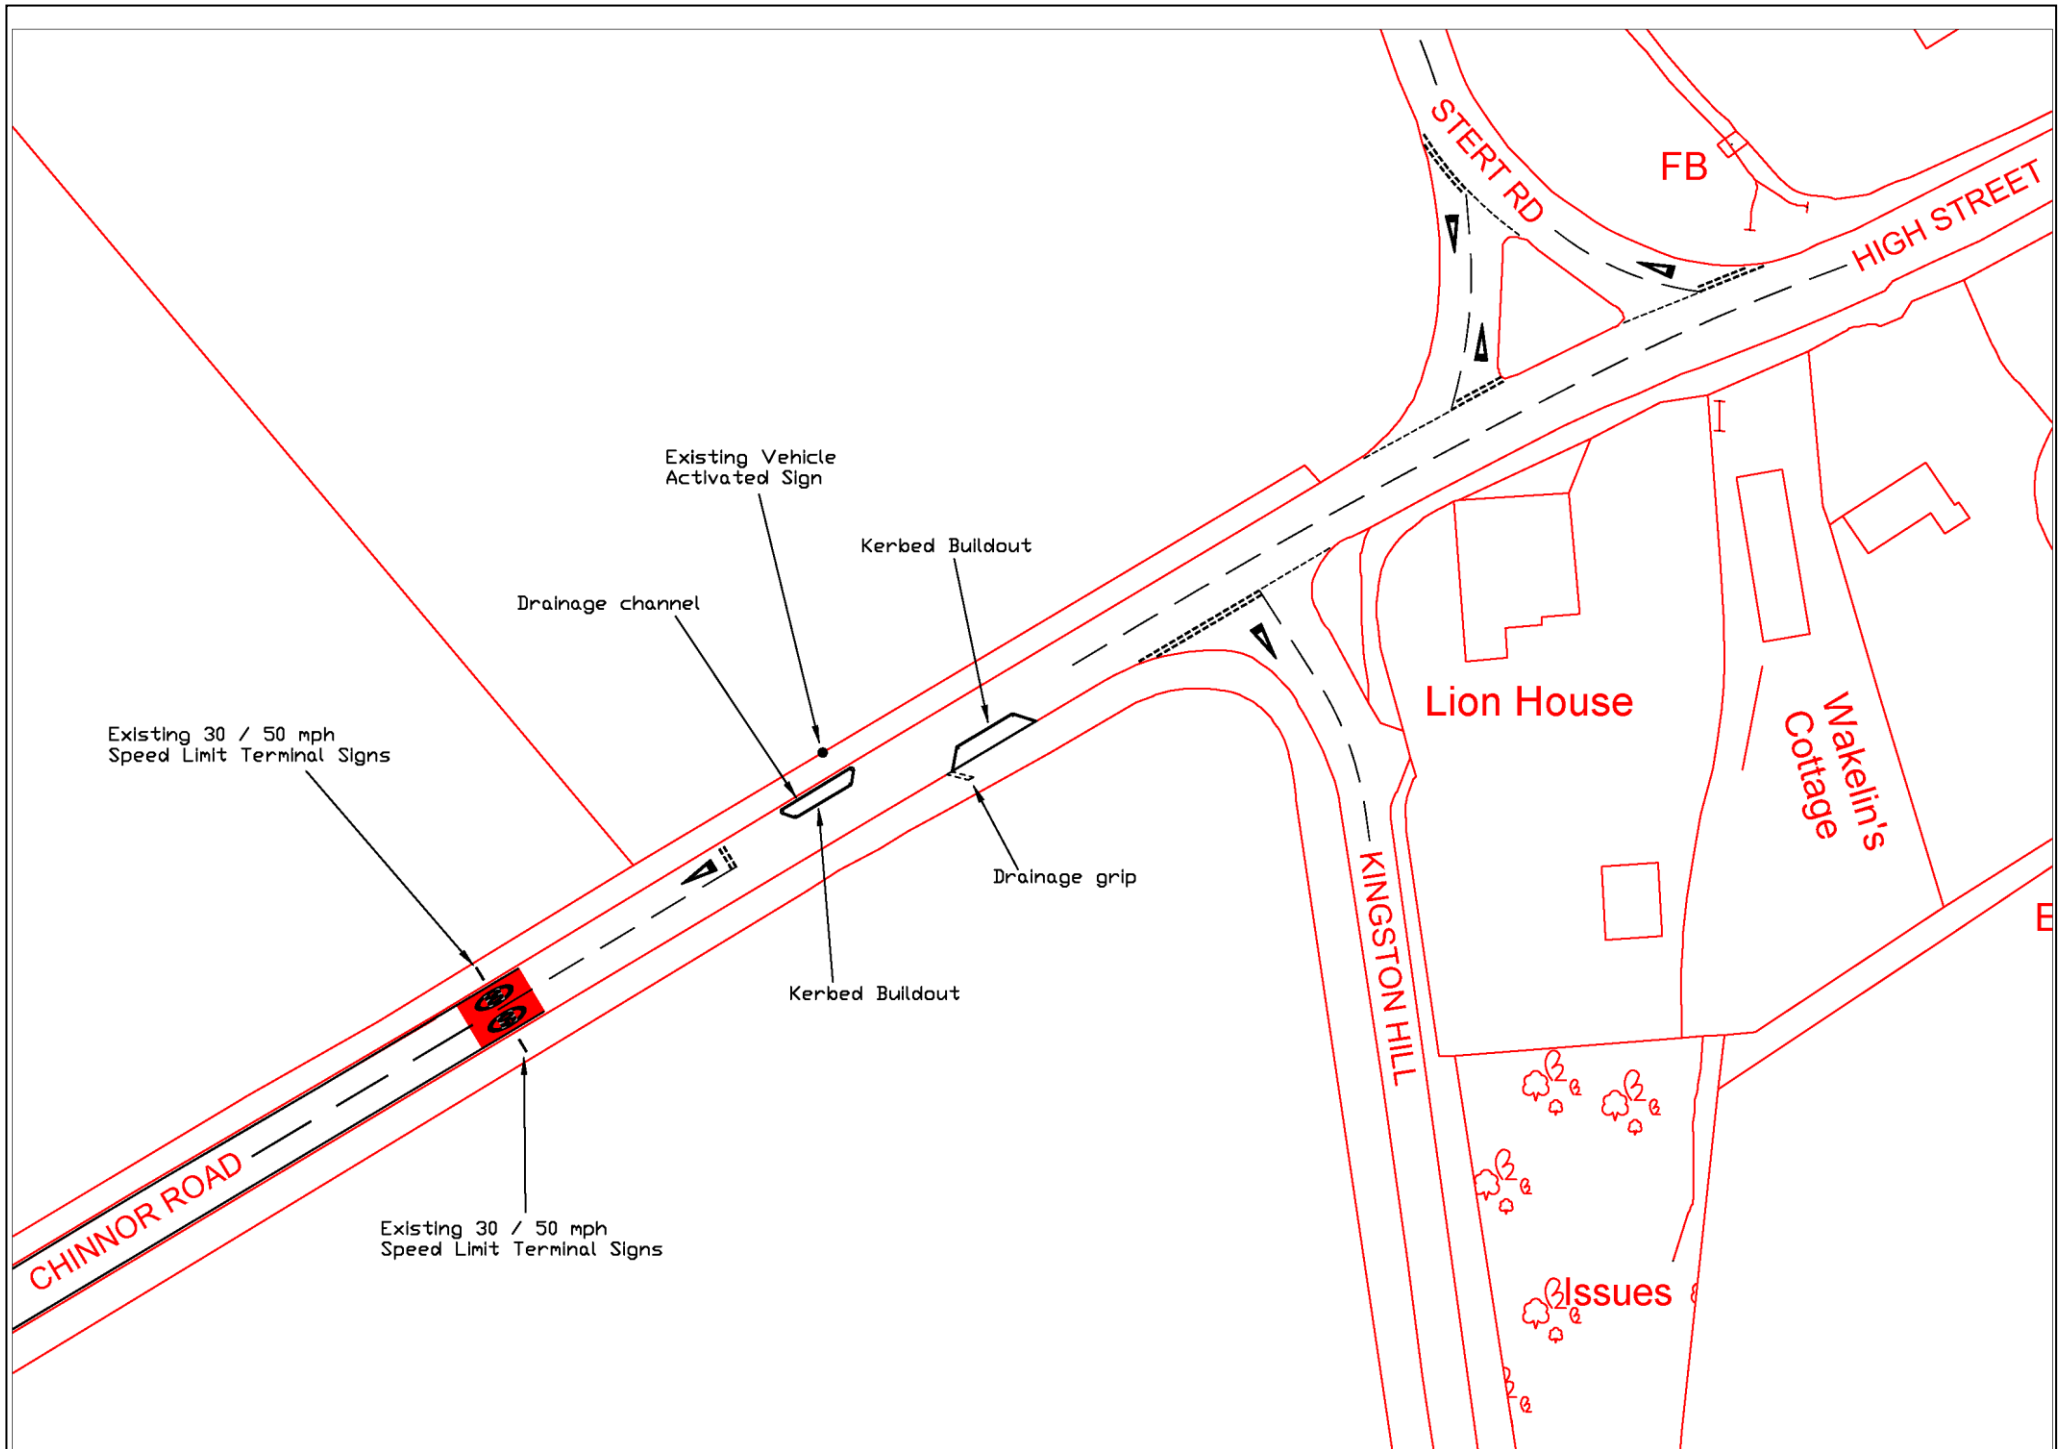 STERT RD
FB
HIGH STREET
Existing Vehicle
Activated Sign
Kerbed Buildout
Drainage channel
Lion House
Wakelin's
Cottage
Existing 30 / 50 mph
Speed Limit Terminal Signs
Drainage grip
KINGSTON HILL
E
Kerbed Buildout
CHINNOR ROAD
Existing 30 / 50 mph
Speed Limit Terminal Signs
Issues